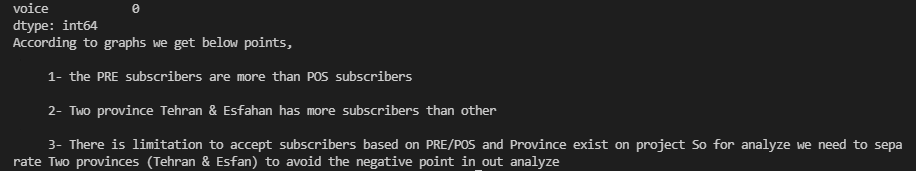 voice           0
dtype: int64
According to graphs we get below points,
1- the PRE subscribers are more than POS subscribers
2- Two province Tehran & Esfahan has more subscribers than other
3- There is limitation to accept subscribers based on PRE/POS and Province exist on project So for analyze we need to sepa
rate Two provinces (Tehran & Esfan) to avoid the negative point in out analyze